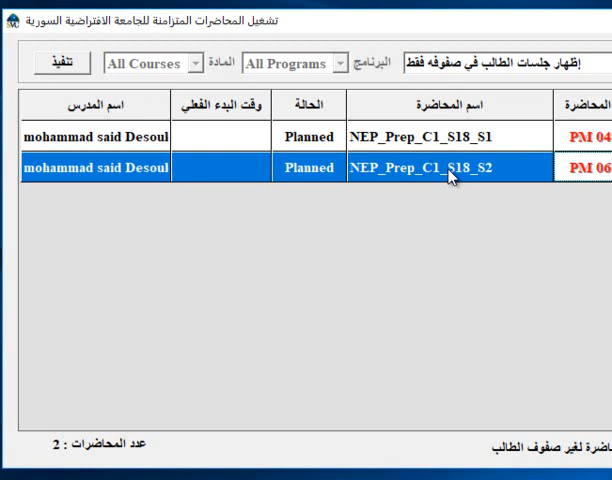 تشغيل المحاضرات المتزامنة للجامعة الافتراضية السورية
إظهار جلسات الطالب في صفوفه فقط البرنامج All Programs المادة All Courses تنفيذ
المحاضرة اسم المحاضرة الحالة وقت البدء الفعلي اسم المدرس
PM 04 NEP_Prep_C1_S18_S1 Planned mohammad said Desoul
PM 06 NEP_Prep_C1_S18_S2 Planned mohammad said Desoul
عدد المحاضرات : 2
لغير صفوف الطالب